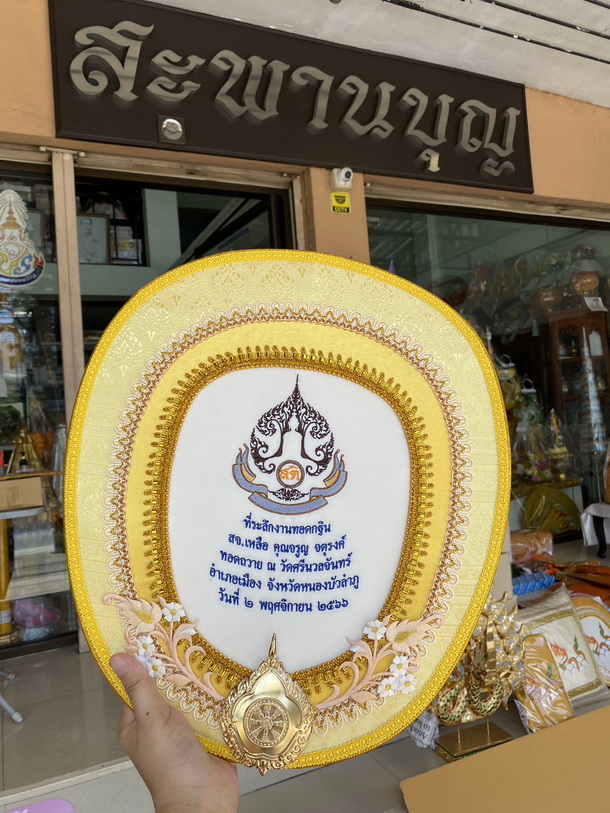 สะพานบุญ
CCTV
สต
ที่ระลึกงานทอดกฐิน
สจ.เหลือ คุณจรูญ จตุรงค์
ทอดถวาย ณ วัดศรีนวลจันทร์
อำเภอเมือง จังหวัดหนองบัวลำภู
วันที่ ๒ พฤศจิกายน ๒๕๖๖